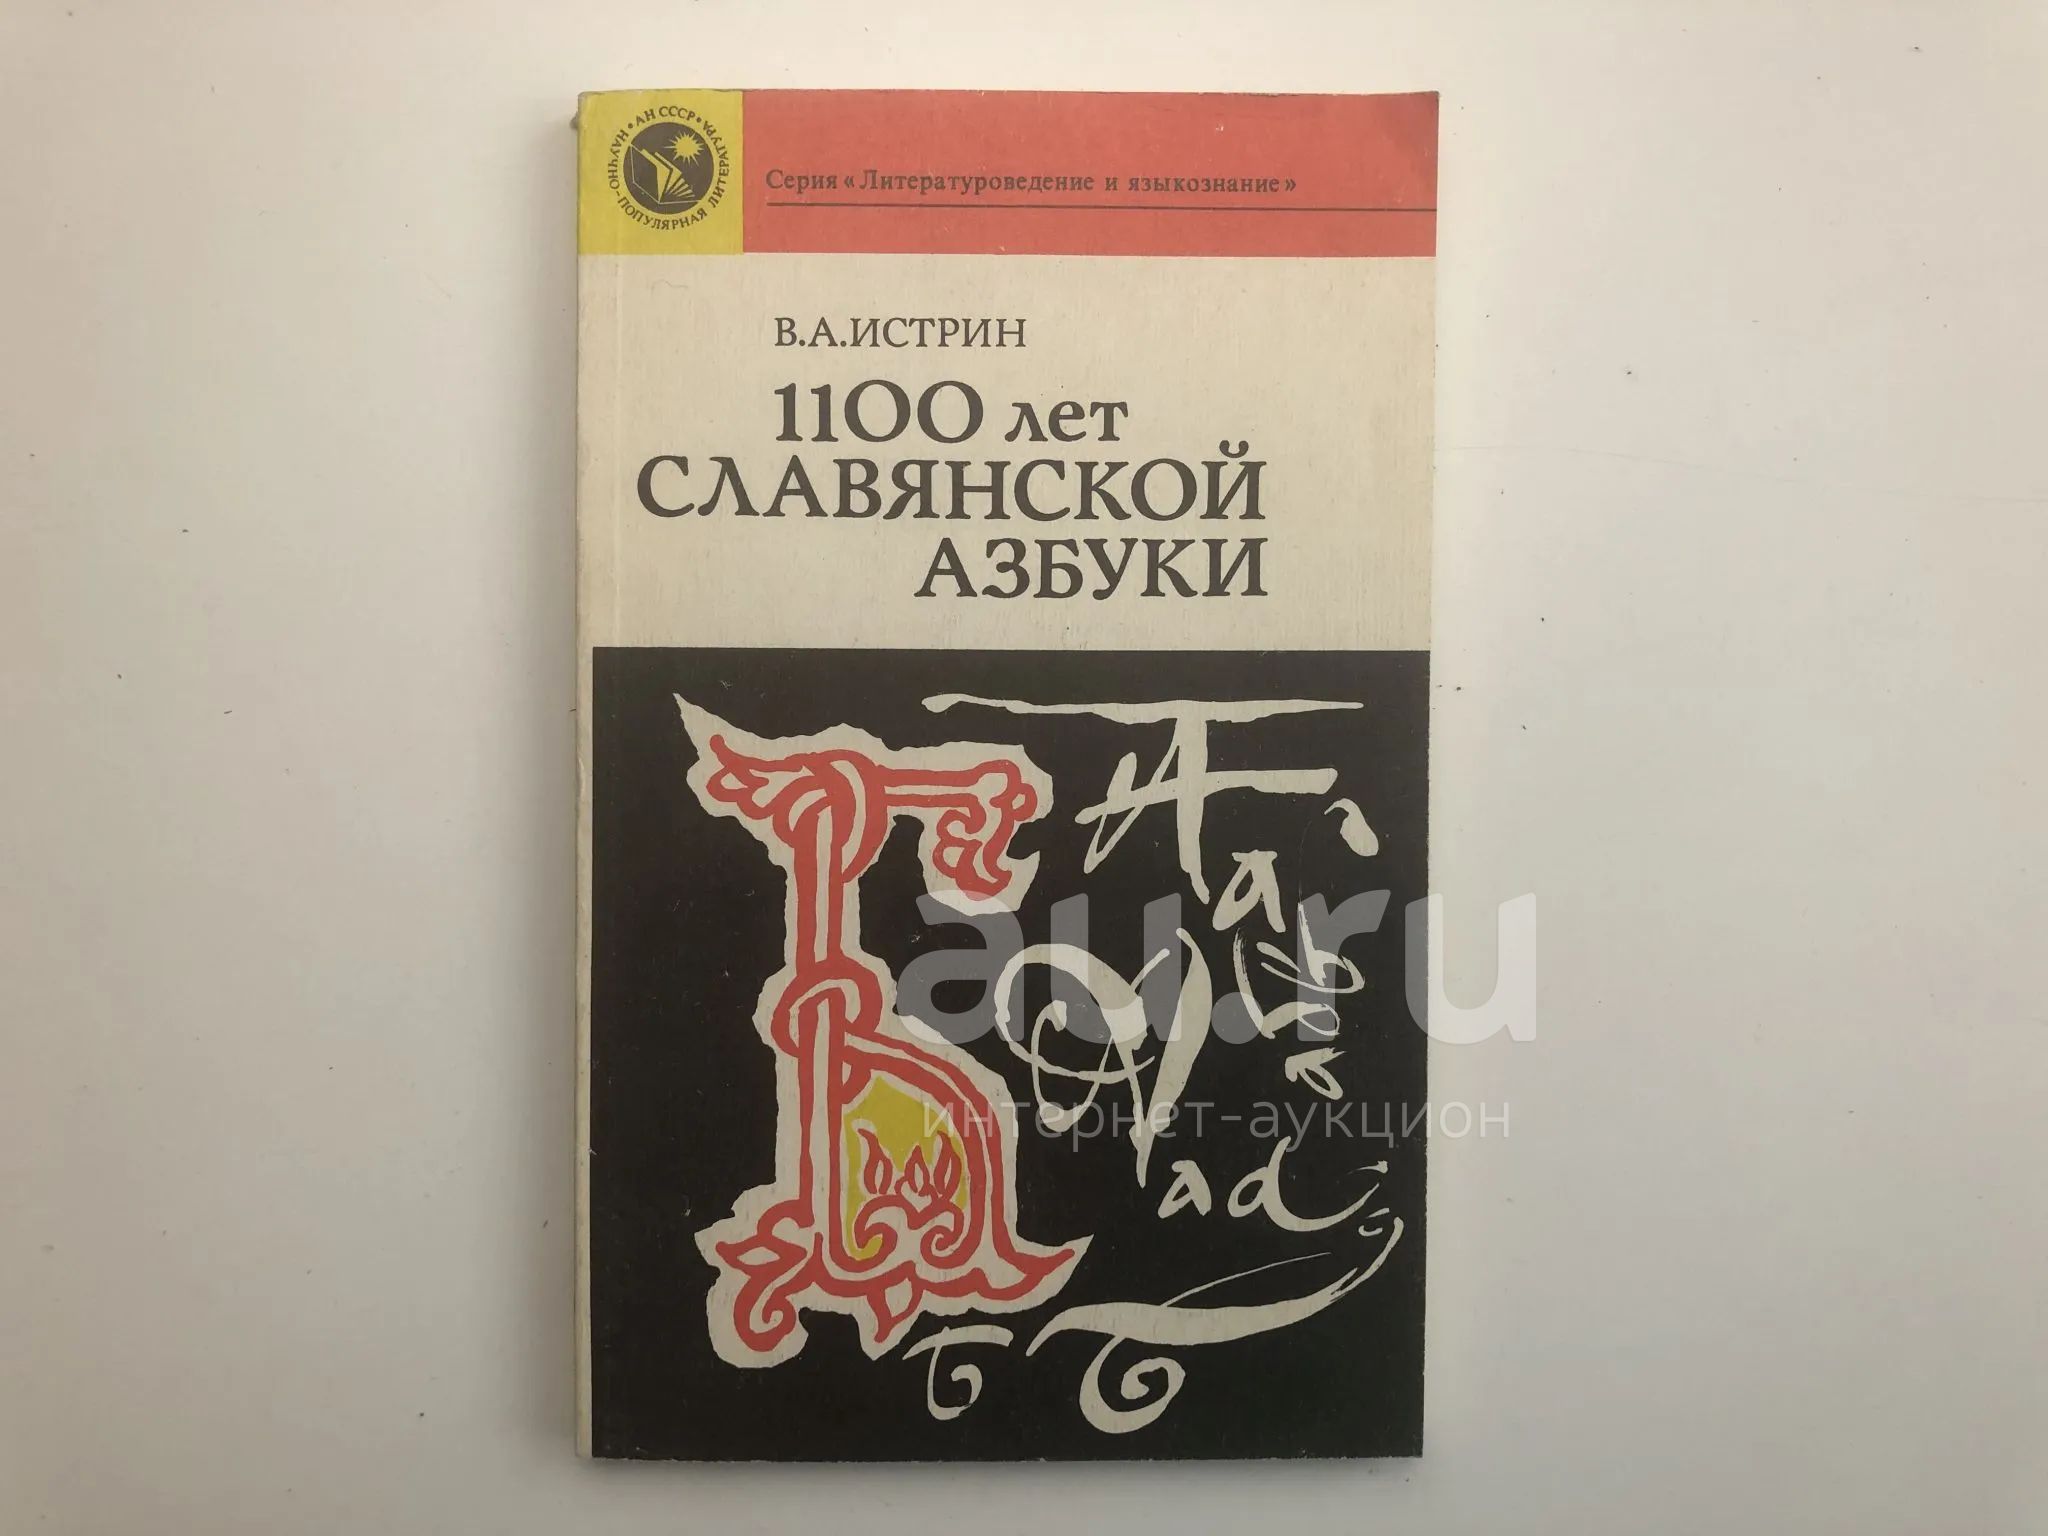 • АН СССР • НАУЧНО-ПОПУЛЯРНАЯ ЛИТЕРАТУРА
Серия «Литературоведение и языкознание»
В.А.ИСТРИН
1100 лет
СЛАВЯНСКОЙ
АЗБУКИ
au.ru
интернет-аукцион